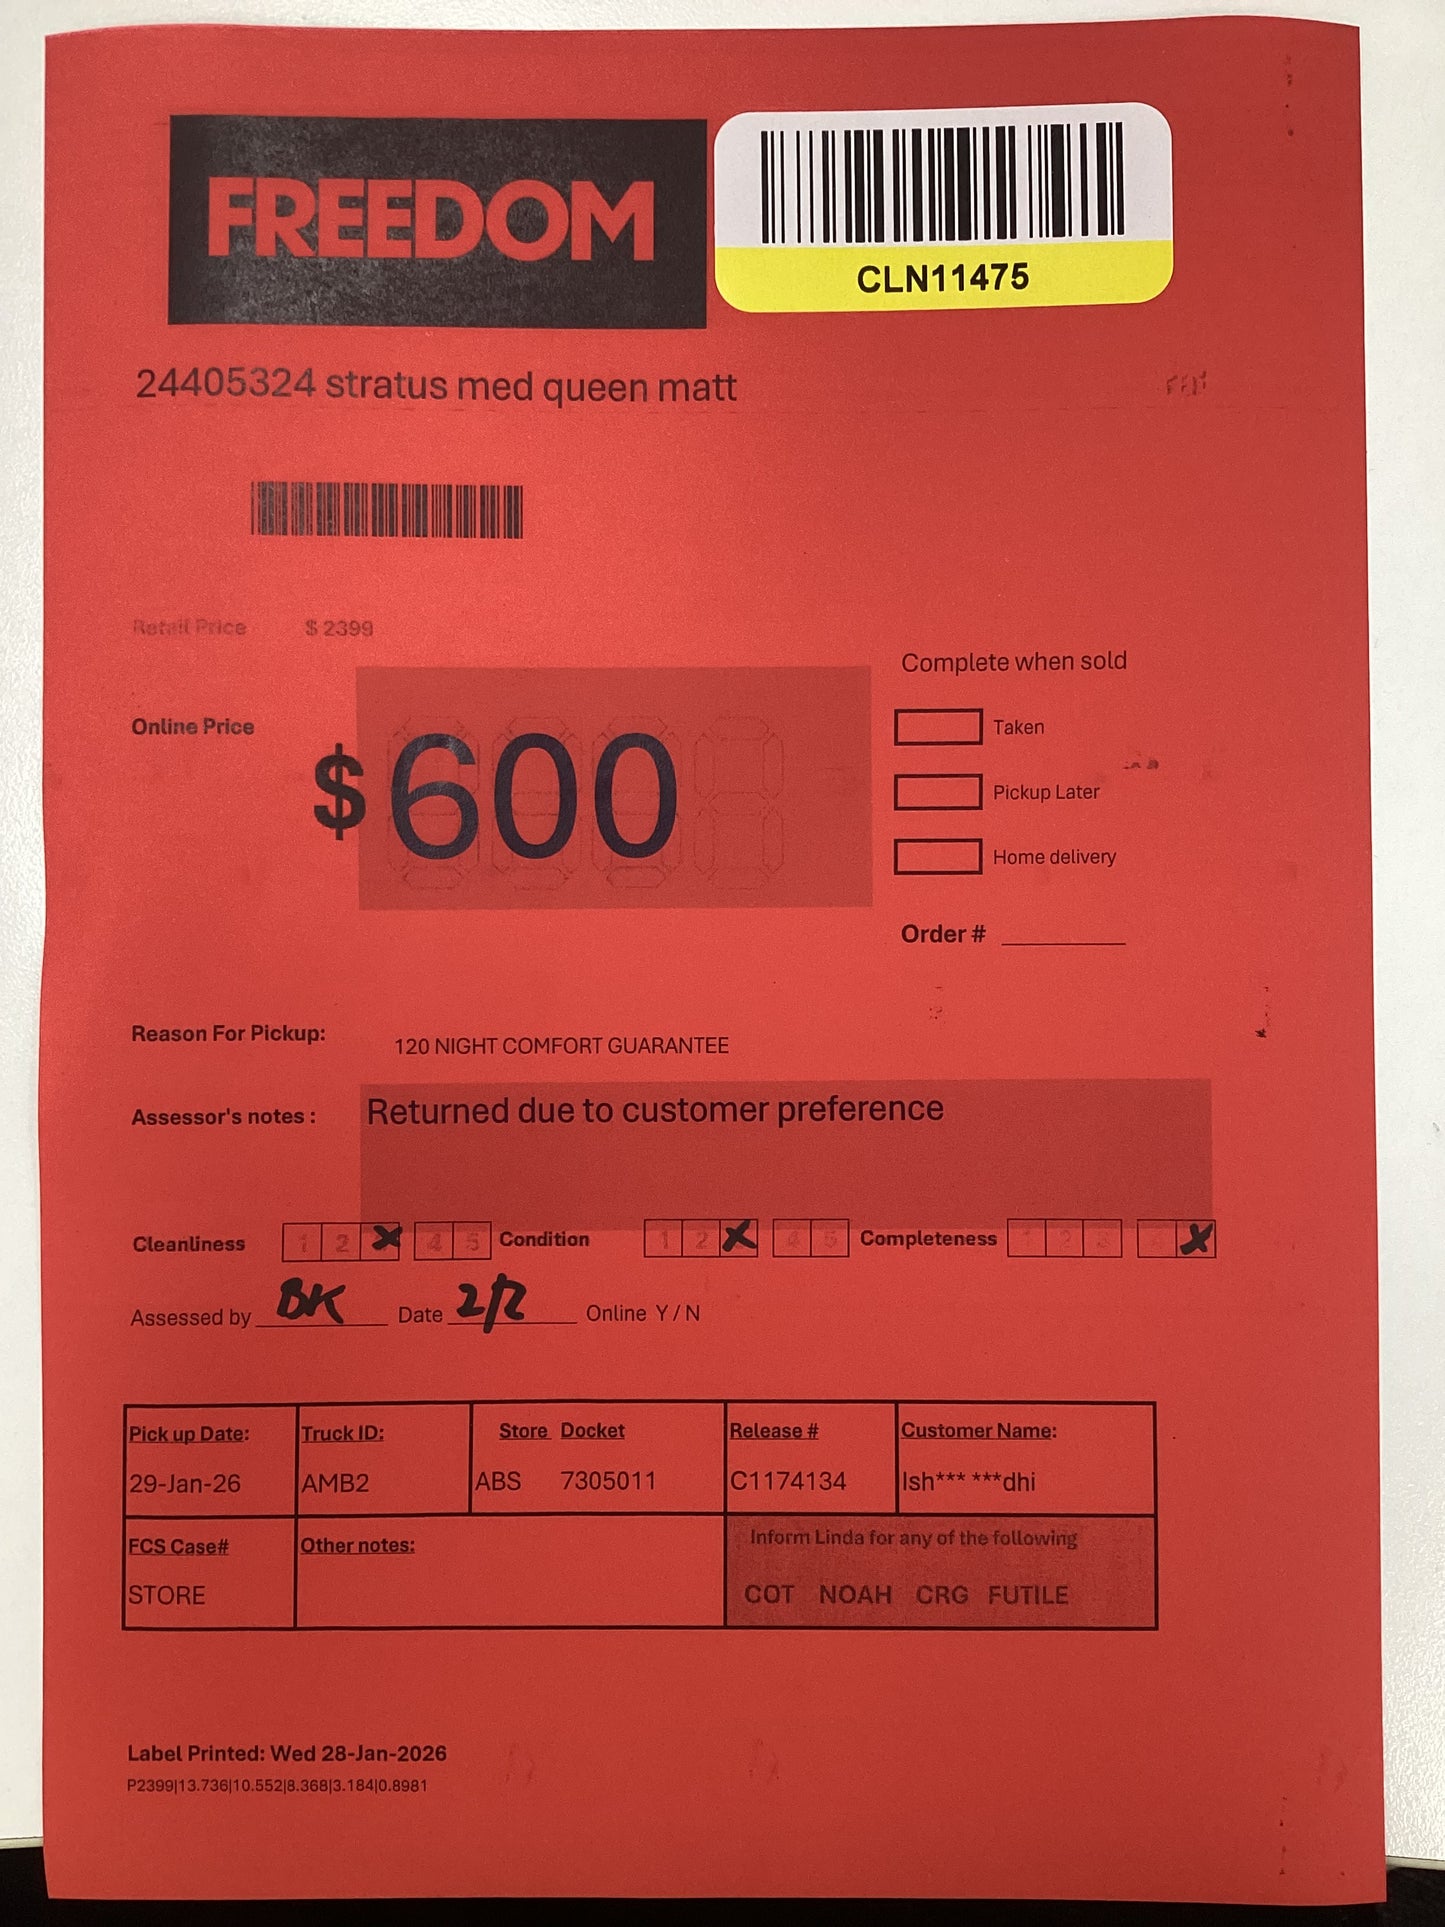 FREEDOM
CLN11475
24405324 stratus med queen matt
Retail Price $ 2399
Complete when sold
Online Price
$ 600
Taken
Pickup Later
Home delivery
Order #
Reason For Pickup: 120 NIGHT COMFORT GUARANTEE
Assessor's notes : Returned due to customer preference
Cleanliness 1 2 4 5 Condition 1 2 4 5 Completeness 1 2 3
Assessed by BK Date 2/2 Online Y / N
Pick up Date: Truck ID: Store Docket Release # Customer Name:
29-Jan-26 AMB2 ABS 7305011 C1174134 Ish*** ***dhi
FCS Case# Other notes: Inform Linda for any of the following
STORE COT NOAH CRG FUTILE
Label Printed: Wed 28-Jan-2026
P2399|13.736|10.552|8.368|3.184|0.8981